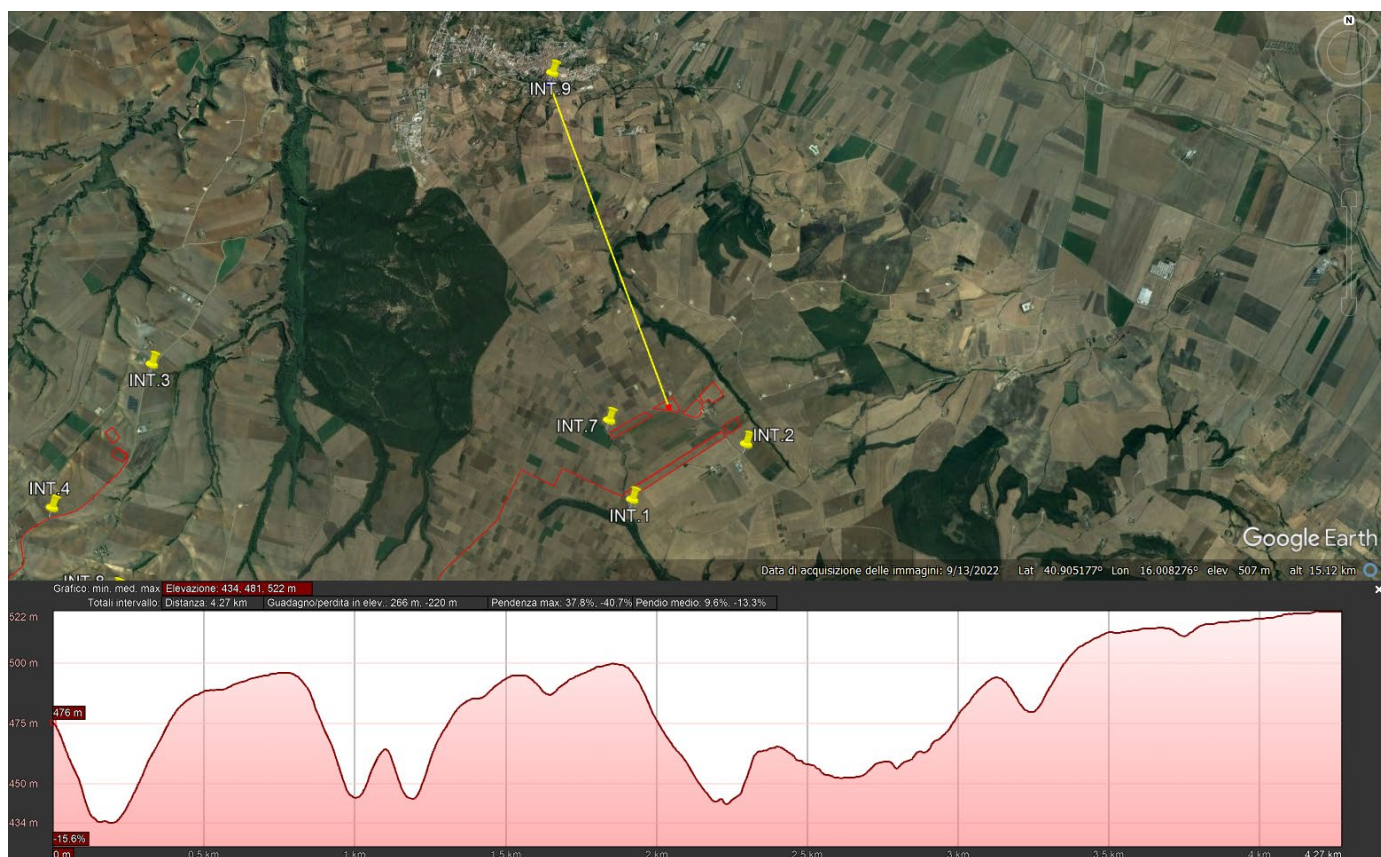 N
INT.9
INT.3
INT.7
INT.2
INT.4
INT.1
Google Earth
INT.8
Data di acquisizione delle immagini: 9/13/2022 Lat 40.905177° Lon 16.008276° elev 507 m alt 15.12 km
Grafico: min. med. max Elevazione: 434, 481, 522 m
Totali intervallo: Distanza: 4.27 km Guadagno/perdita in elev.: 266 m, -220 m Pendenza max: 37.8%, -40.7% Pendio medio: 9.6%, -13.3%
522 m
500 m
476 m
475 m
450 m
434 m
-15.6%
0 m 0.5 km 1 km 1.5 km 2 km 2.5 km 3 km 3.5 km 4 km 4.27 km